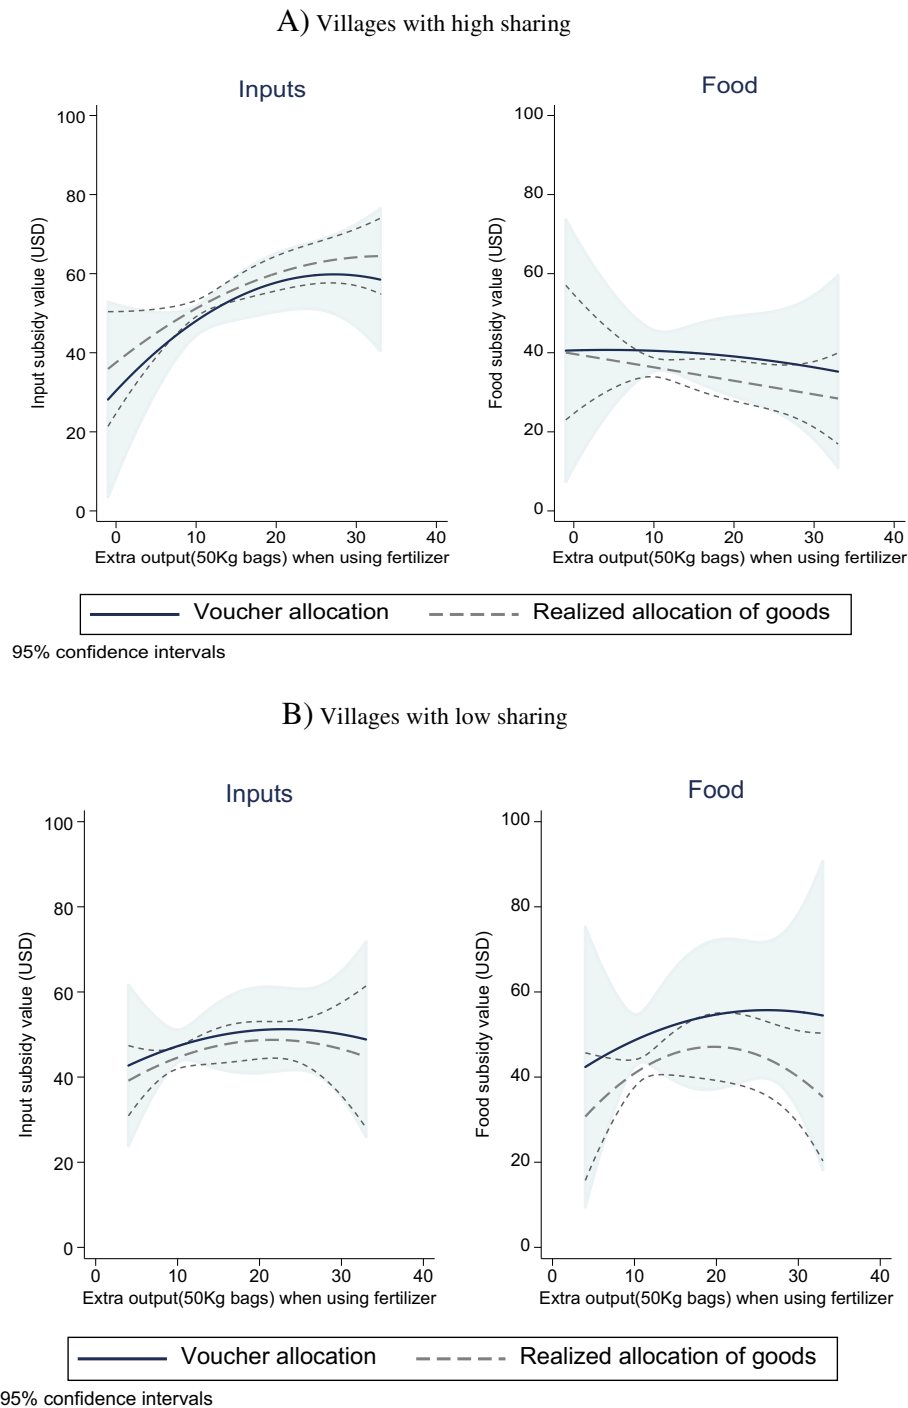 A) Villages with high sharing
Inputs
Food
100
80
60
40
20
0
Input subsidy value (USD)
0 10 20 30 40
Extra output(50Kg bags) when using fertilizer
100
80
60
40
20
0
Food subsidy value (USD)
0 10 20 30 40
Extra output(50Kg bags) when using fertilizer
Voucher allocation Realized allocation of goods
95% confidence intervals
B) Villages with low sharing
Inputs
Food
100
80
60
40
20
0
Input subsidy value (USD)
0 10 20 30 40
Extra output(50Kg bags) when using fertilizer
100
80
60
40
20
0
Food subsidy value (USD)
0 10 20 30 40
Extra output(50Kg bags) when using fertilizer
Voucher allocation Realized allocation of goods
95% confidence intervals